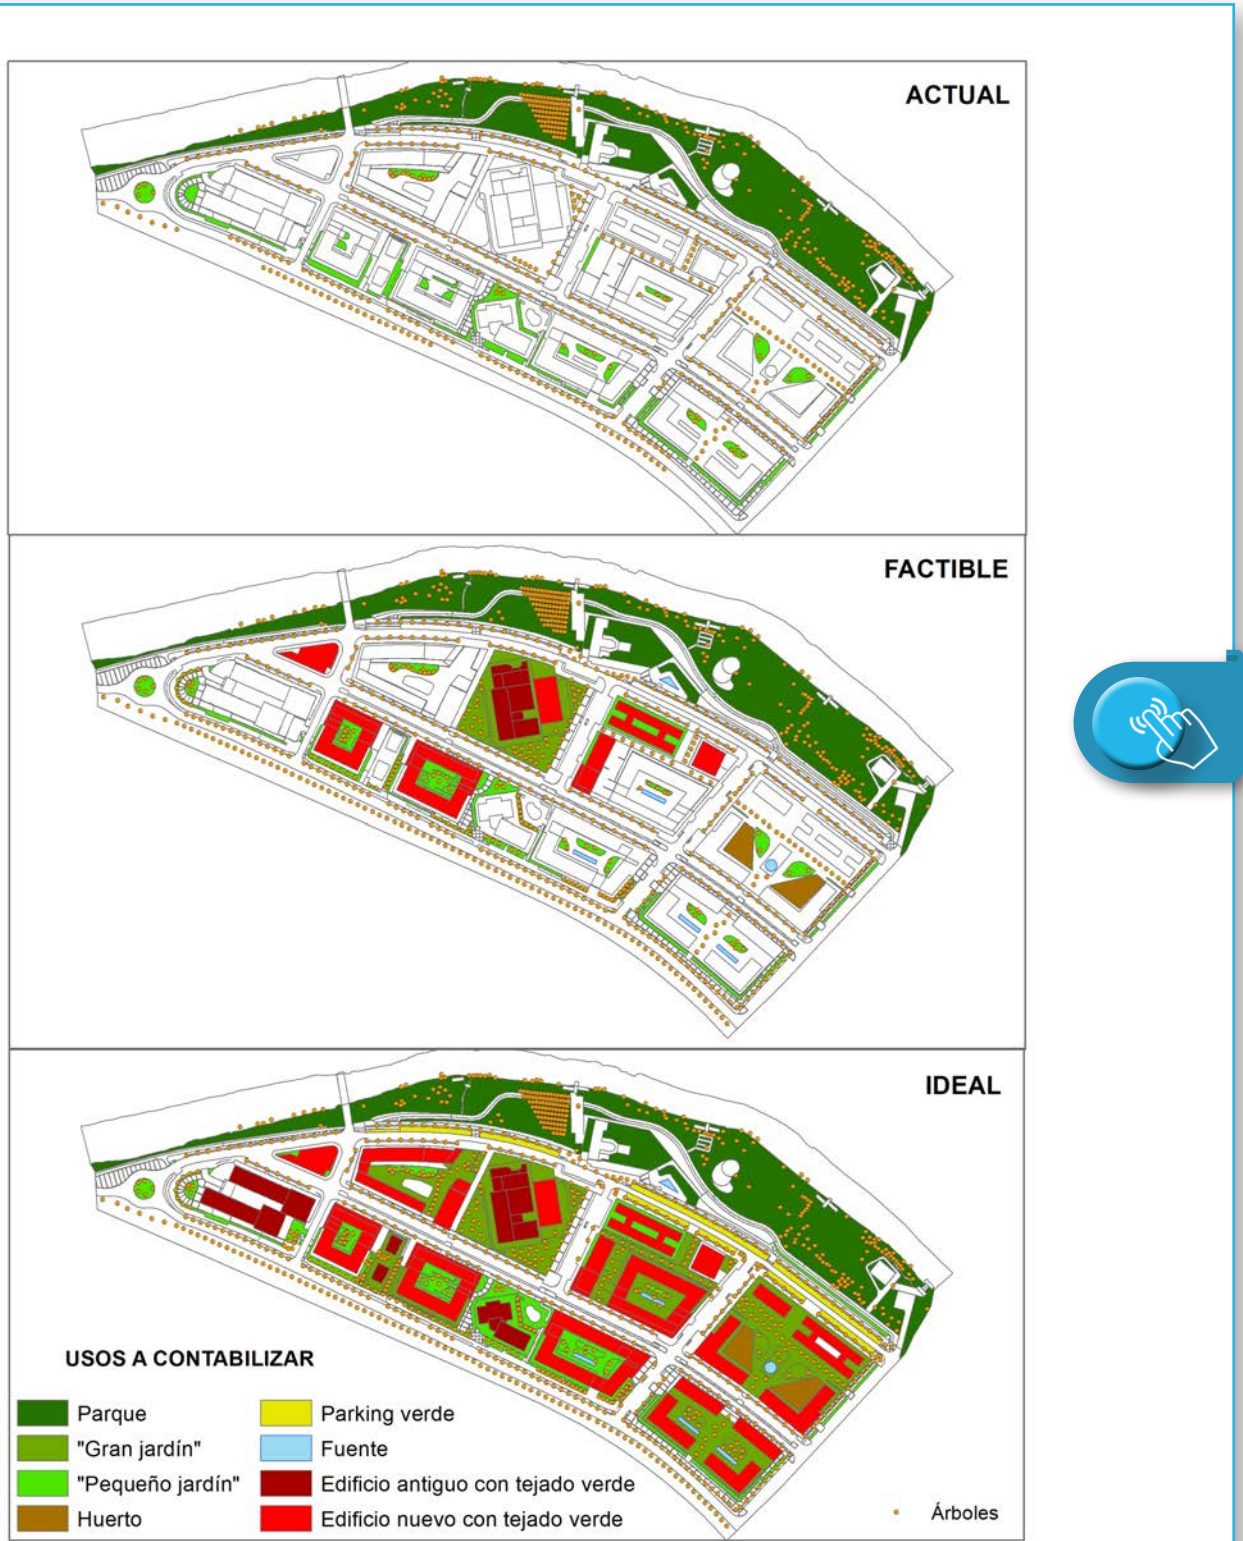 ACTUAL
FACTIBLE
IDEAL
USOS A CONTABILIZAR
Parque
"Gran jardín"
"Pequeño jardín"
Huerto
Parking verde
Fuente
Edificio antiguo con tejado verde
Edificio nuevo con tejado verde
Árboles